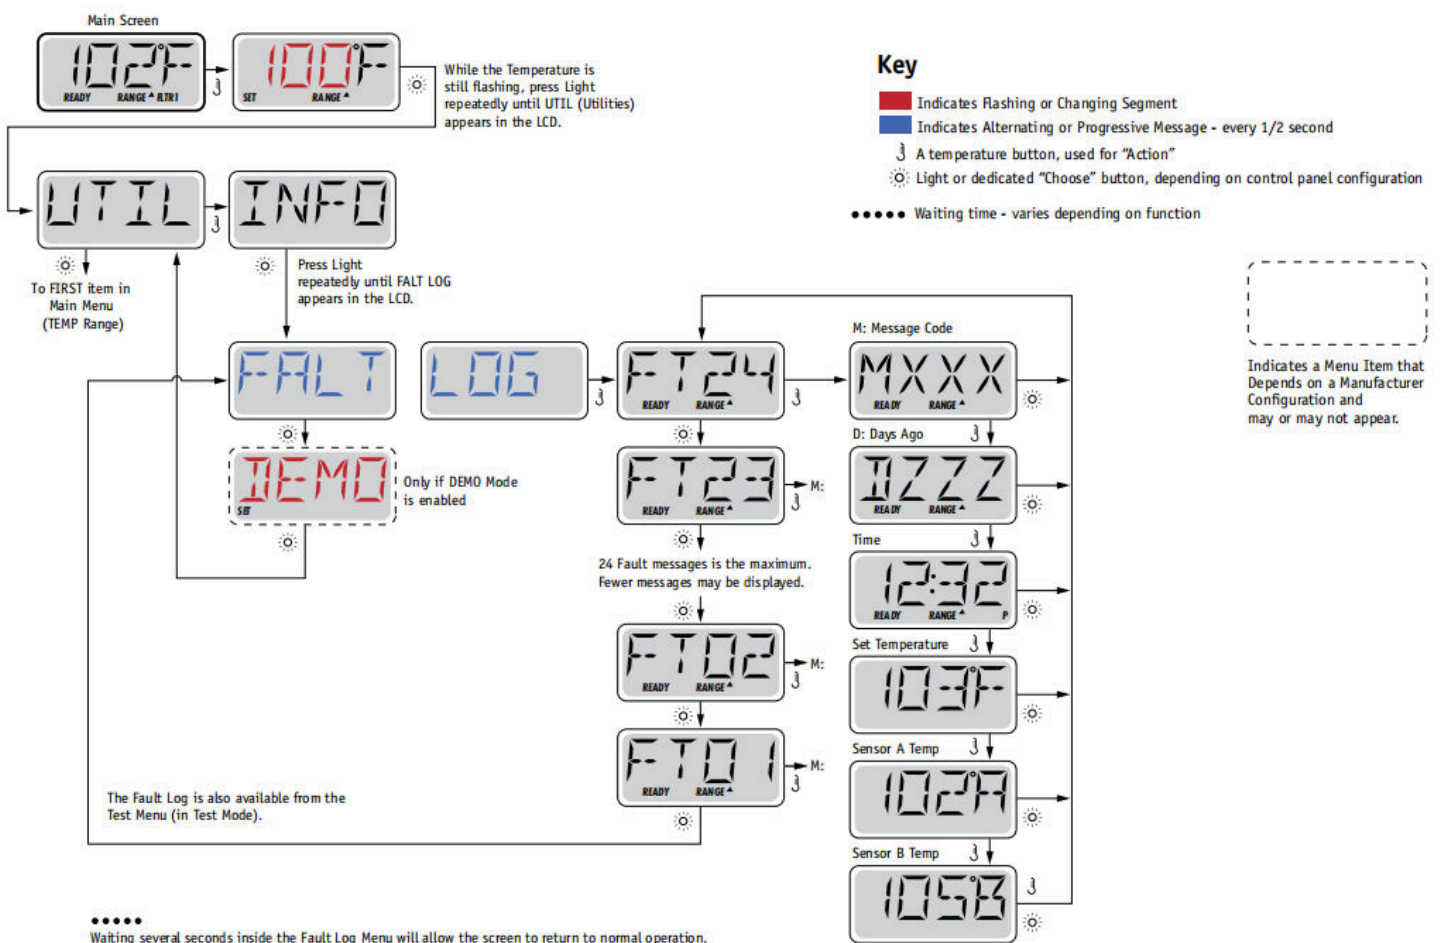 Main Screen
102°F
READY RANGE FLTR1
100°F
SET RANGE
While the Temperature is
still flashing, press Light
repeatedly until UTIL (Utilities)
appears in the LCD.
Key
Indicates Flashing or Changing Segment
Indicates Alternating or Progressive Message - every 1/2 second
A temperature button, used for “Action”
Light or dedicated “Choose” button, depending on control panel configuration
••••• Waiting time - varies depending on function
Indicates a Menu Item that
Depends on a Manufacturer
Configuration and
may or may not appear.
UTIL
INFO
To FIRST item in
Main Menu
(TEMP Range)
Press Light
repeatedly until FALT LOG
appears in the LCD.
FALT
LOG
DEMO
SET
Only if DEMO Mode
is enabled
FT24
READY RANGE
FT23
READY RANGE
M:
24 Fault messages is the maximum.
Fewer messages may be displayed.
FT02
READY RANGE
M:
FT01
READY RANGE
M:
M: Message Code
MXXX
READY RANGE
D: Days Ago
DZZZ
READY RANGE
Time
12:32
READY RANGE P
Set Temperature
103°F
Sensor A Temp
102°A
Sensor B Temp
105°B
The Fault Log is also available from the
Test Menu (in Test Mode).
•••••
Waiting several seconds inside the Fault Log Menu will allow the screen to return to normal operation.